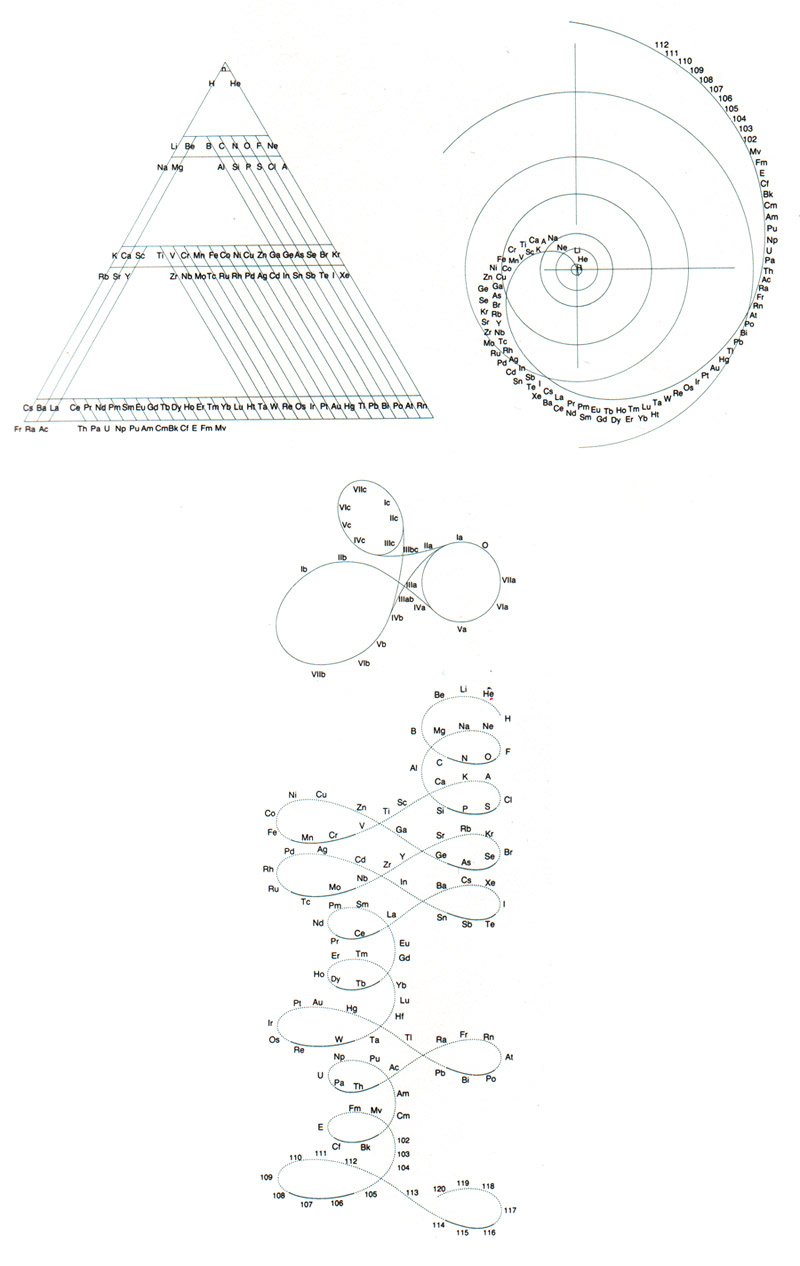 n
H He
Li Be B C N O F Ne
Na Mg Al Si P S Cl A
K Ca Sc Ti V Cr Mn Fe Co Ni Cu Zn Ga Ge As Se Br Kr
Rb Sr Y Zr Nb Mo Tc Ru Rh Pd Ag Cd In Sn Sb Te I Xe
Cs Ba La Ce Pr Nd Pm Sm Eu Gd Tb Dy Ho Er Tm Yb Lu Ht Ta W Re Os Ir Pt Au Hg Tl Pb Bi Po At Rn
Fr Ra Ac Th Pa U Np Pu Am Cm Bk Cf E Fm Mv
112
111
110
109
108
107
106
105
104
103
102
Mv
Fm
E
Cf
Bk
Cm
Am
Pu
Np
U
Pa
Th
Ac
Ra
Fr
Rn
At
Po
Bi
Pb
Tl
Hg
Au
Pt
Ir
Os
Re
W
Ta
Ht
Lu
Yb
Tm
Er
Ho
Dy
Tb
Gd
Eu
Sm
Pm
Nd
Pr
Ce
La
Ba
Cs
Xe
I
Te
Sb
Sn
In
Cd
Ag
Pd
Rh
Ru
Tc
Mo
Nb
Zr
Y
Sr
Rb
Kr
Br
Se
As
Ge
Ga
Zn
Cu
Ni
Co
Fe
Mn
Cr
V
Ti
Sc
Ca
K
A
Na
Ne
Li
He
H
VIIc
VIc Ic
Vc IIc
IVc IIIc
IIIbc IIa Ia O
Ib IIb
IIIa VIIa
IIIab
IVa VIa
IVb Va
Vb
VIb
VIIb
Be Li He
H
B Mg Na Ne
F
C N O
Al
Ca K A
Cl
Si P S
Ni Cu Zn Ti Sc
Co
Fe Mn Cr V Ga
Sr Rb Kr
Br
Ge As Se
Pd Ag Cd Zr Y
Rh
Ru Tc Mo Nb In
Ba Cs Xe
I
Sn Sb Te
Pm Sm La
Nd
Pr Ce
Eu
Gd
Er Tm
Ho Dy Tb
Yb
Lu
Hf
Pt Au Hg
Ir
Os Re W Ta Tl
Ra Fr Rn
At
Pb Bi Po
Np Pu Ac
U
Pa Th
Am
Cm
Fm Mv
E
Cf Bk
102
103
104
110 111 112
109
108 107 106 105
113
120 119 118
117
114 115 116